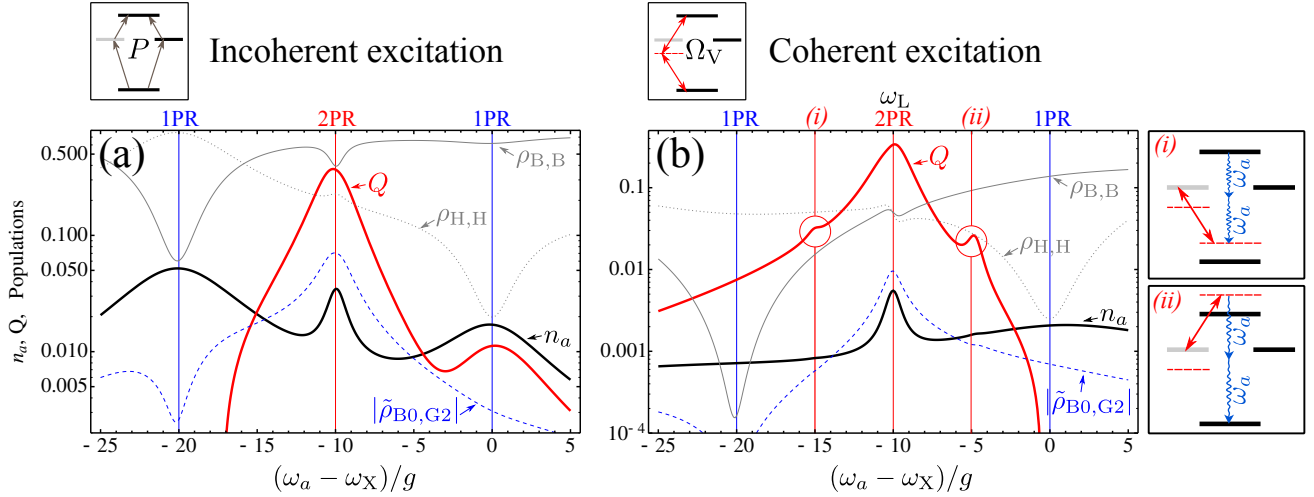 P
Incoherent excitation
Ω_V
Coherent excitation
1PR
2PR
1PR
ω_L
1PR
(i)
2PR
(ii)
1PR
(a)
(b)
n_a, Q, Populations
0.500
0.100
0.050
0.010
0.005
ρ_B,B
Q
ρ_H,H
n_a
|ρ̃_B0,G2|
- 25
- 20
- 15
- 10
- 5
0
5
(ω_a − ω_X)/g
0.1
0.01
0.001
10^- 4
Q
ρ_B,B
ρ_H,H
n_a
|ρ̃_B0,G2|
- 25
- 20
- 15
- 10
- 5
0
5
(ω_a − ω_X)/g
(i)
ω_a
ω_a
(ii)
ω_a
ω_a